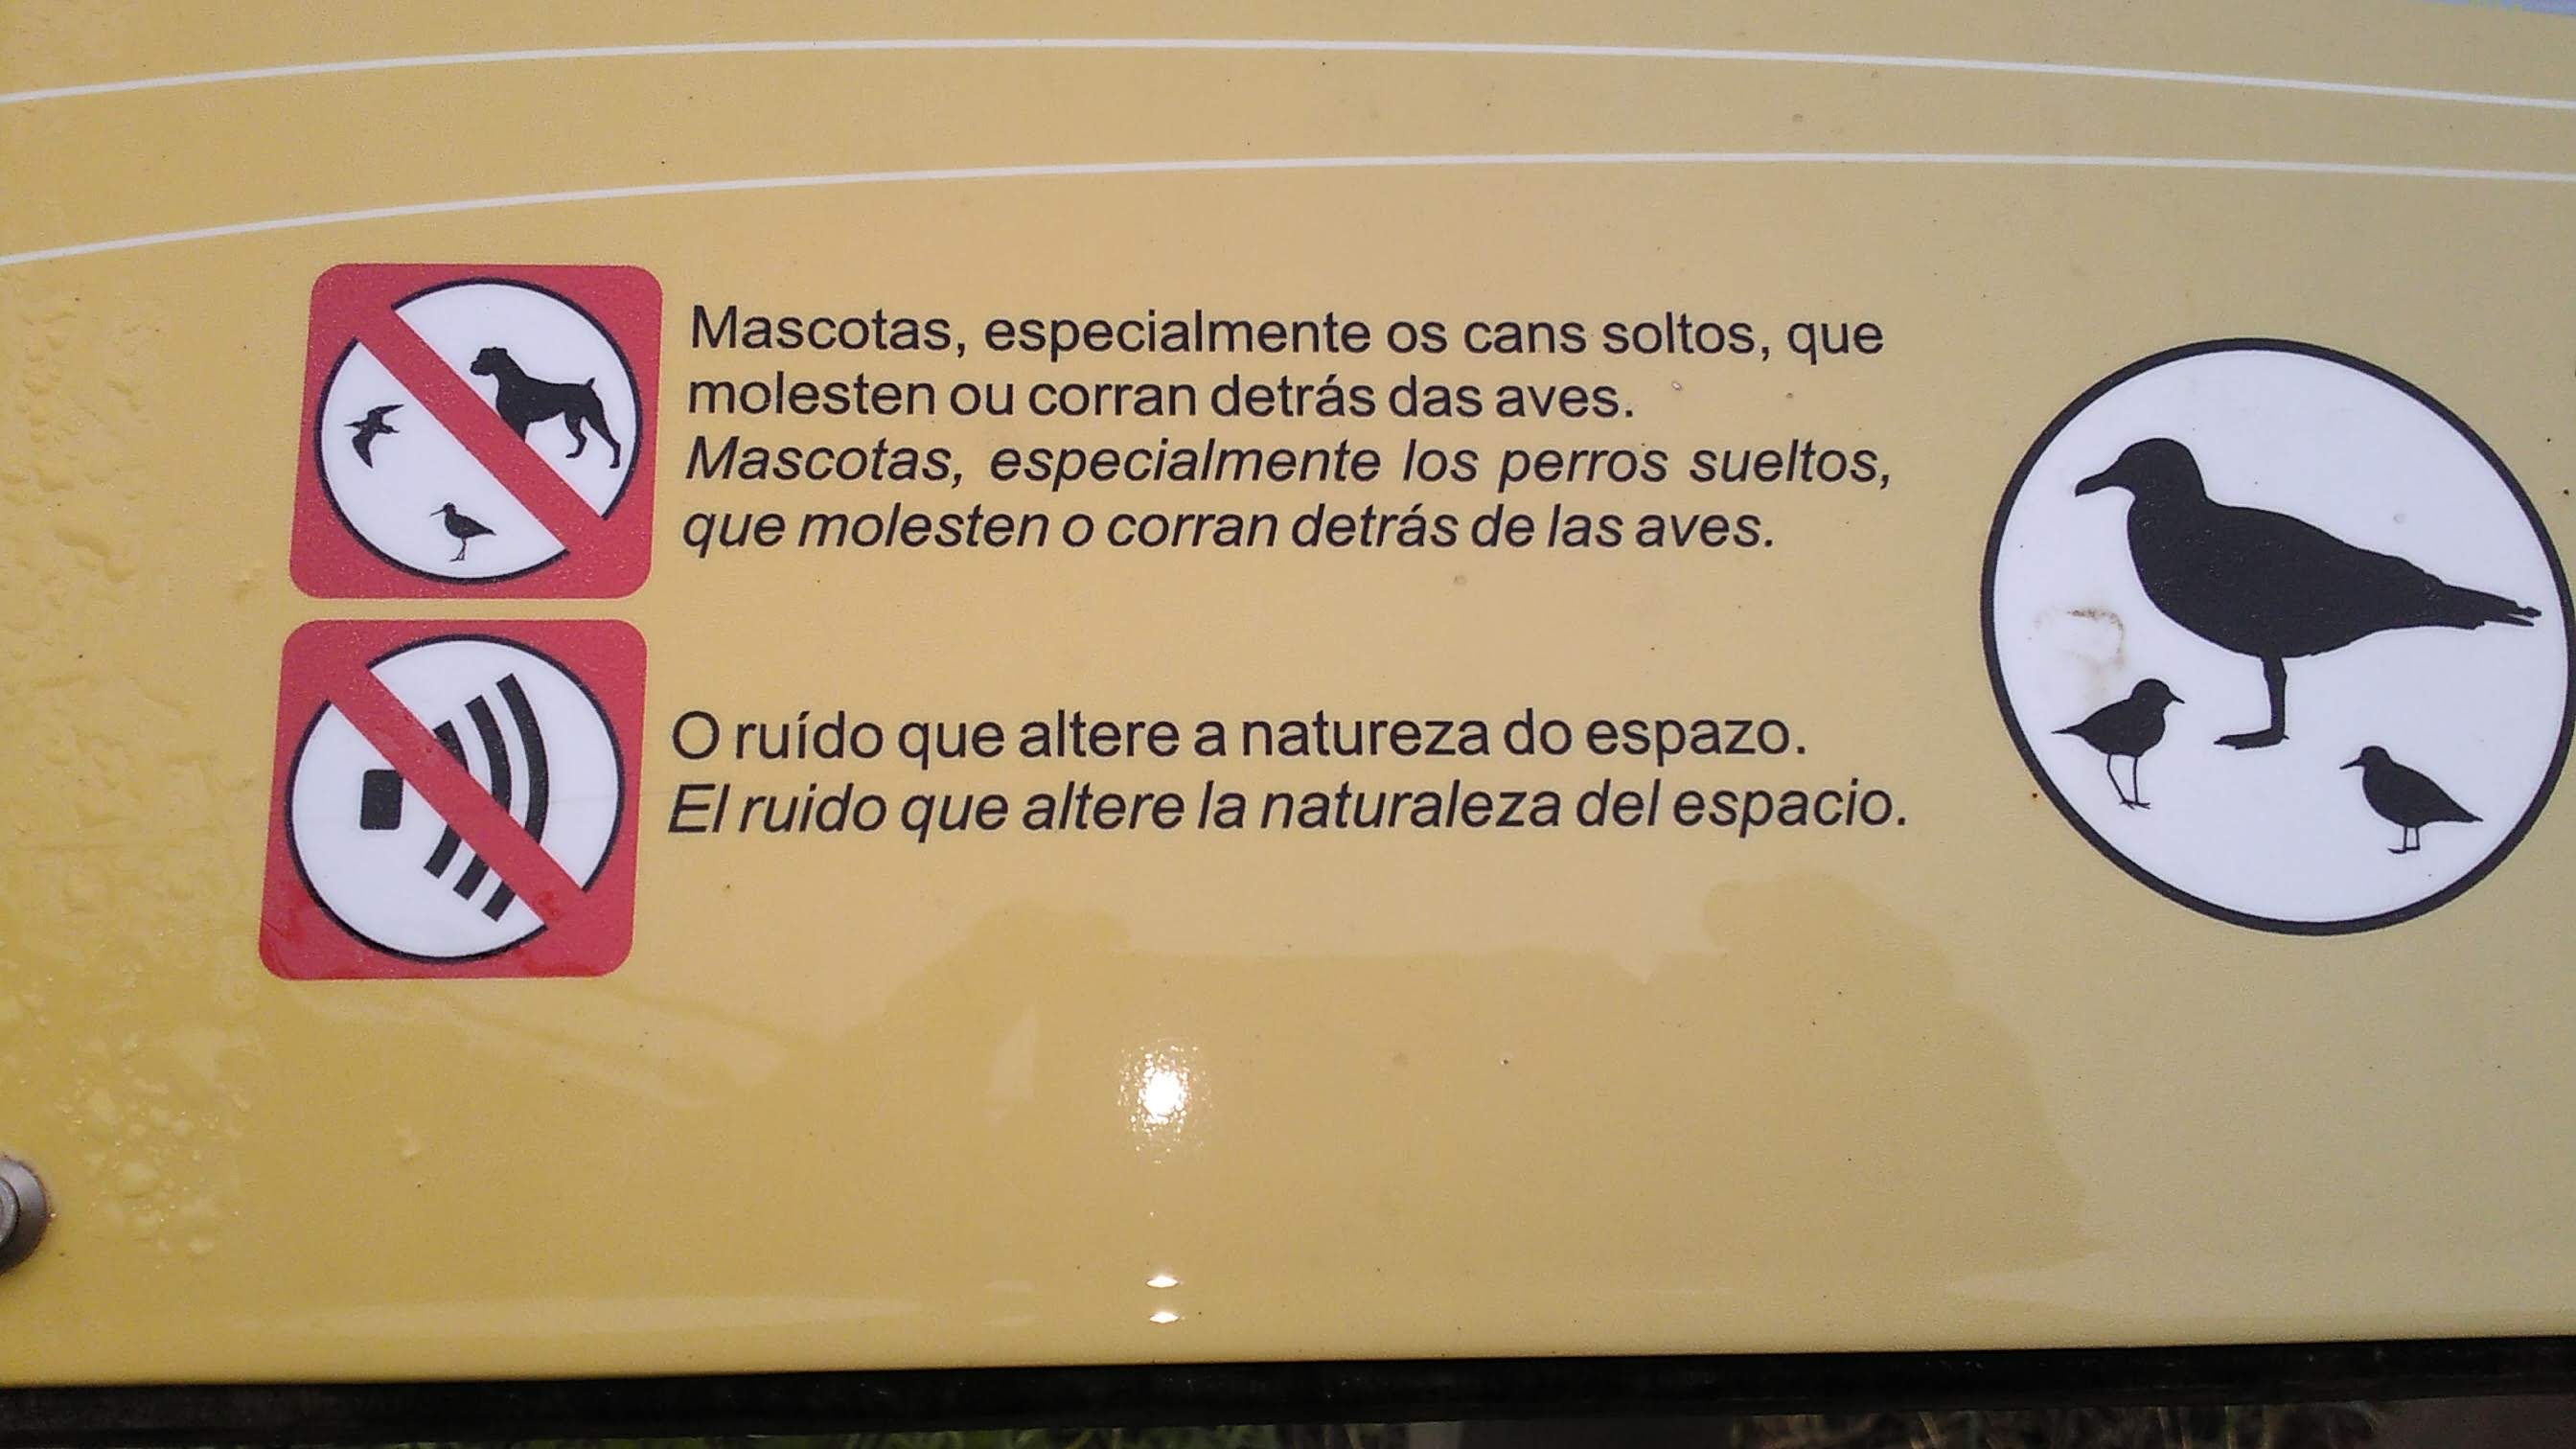 Mascotas, especialmente os cans soltos, que
molesten ou corran detrás das aves.
Mascotas, especialmente los perros sueltos,
que molesten o corran detrás de las aves.
O ruído que altere a natureza do espazo.
El ruido que altere la naturaleza del espacio.